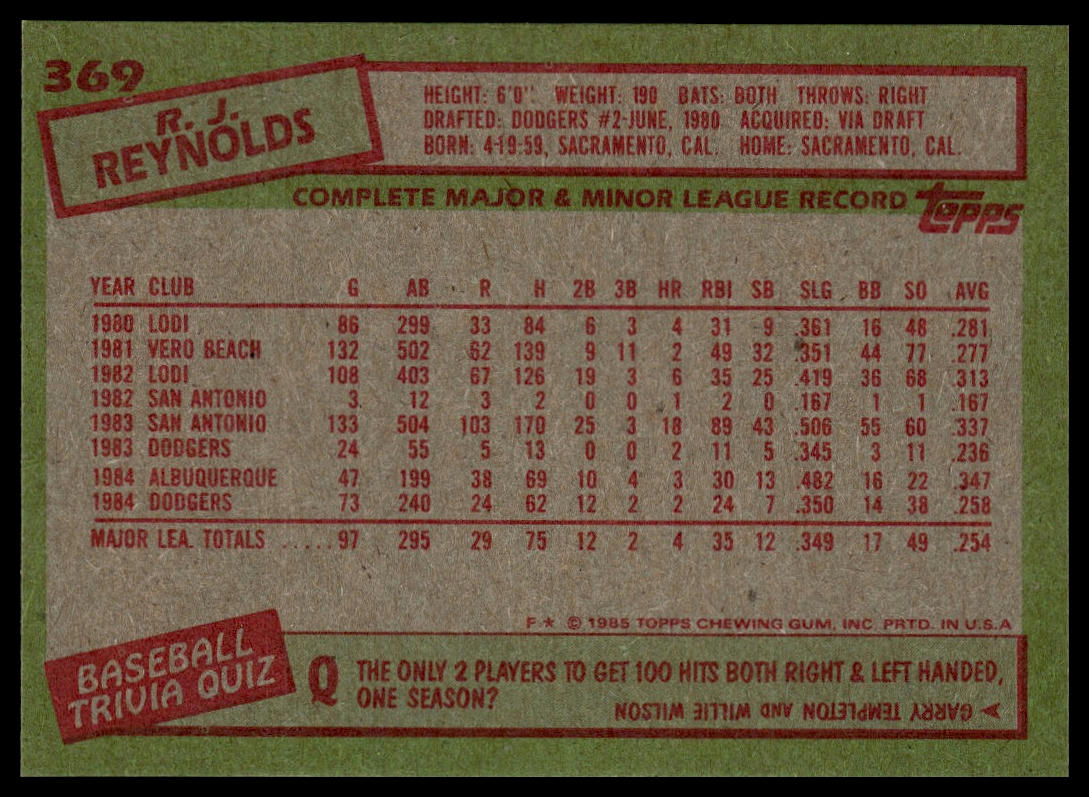 369
R. J.
REYNOLDS
HEIGHT: 6'0" WEIGHT: 190 BATS: BOTH THROWS: RIGHT
DRAFTED: DODGERS #2-JUNE, 1980 ACQUIRED: VIA DRAFT
BORN: 4-19-59, SACRAMENTO, CAL. HOME: SACRAMENTO, CAL.
COMPLETE MAJOR & MINOR LEAGUE RECORD
topps
YEAR CLUB G AB R H 2B 3B HR RBI SB SLG BB SO AVG
1980 LODI 86 299 33 84 6 3 4 31 9 .361 16 48 .281
1981 VERO BEACH 132 502 62 139 9 11 2 49 32 .351 44 77 .277
1982 LODI 108 403 67 126 19 3 6 35 25 .419 36 68 .313
1982 SAN ANTONIO 3 12 3 2 0 0 1 2 0 .167 1 1 .167
1983 SAN ANTONIO 133 504 103 170 25 3 18 89 43 .506 55 60 .337
1983 DODGERS 24 55 5 13 0 0 2 11 5 .345 3 11 .236
1984 ALBUQUERQUE 47 199 38 69 10 4 3 30 13 .482 16 22 .347
1984 DODGERS 73 240 24 62 12 2 2 24 7 .350 14 38 .258
MAJOR LEA. TOTALS .....97 295 29 75 12 2 4 35 12 .349 17 49 .254
F★ © 1985 TOPPS CHEWING GUM, INC. PRTD. IN U.S.A
BASEBALL
TRIVIA QUIZ
Q THE ONLY 2 PLAYERS TO GET 100 HITS BOTH RIGHT & LEFT HANDED,
ONE SEASON?
A GARRY TEMPLETON AND WILLIE WILSON